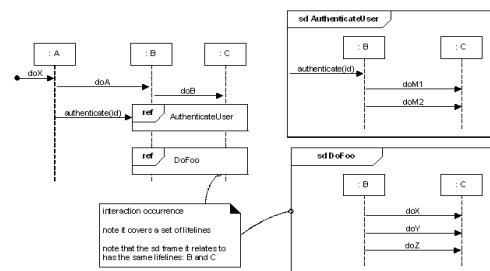 : A
: B
: C
doX
doA
doB
authenticate(id)
ref
AuthenticateUser
ref
DoFoo
interaction occurrence
note it covers a set of lifelines
note that the sd frame it relates to
has the same lifelines: B and C
sd AuthenticateUser
: B
: C
authenticate(id)
doM1
doM2
sd DoFoo
: B
: C
doX
doY
doZ